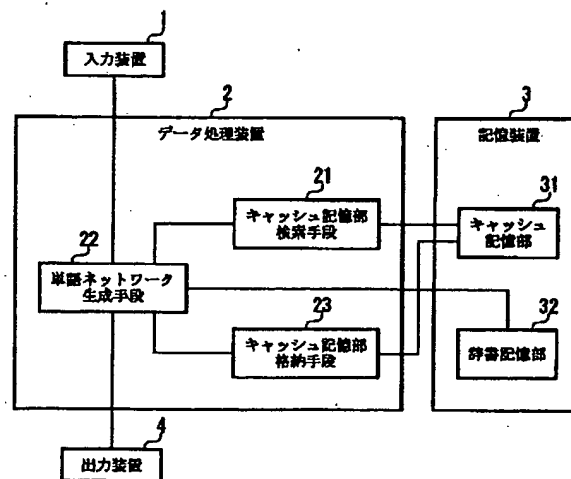 1
入力装置
2
データ処理装置
3
記憶装置
21
キャッシュ記憶部
検索手段
31
キャッシュ
記憶部
22
単語ネットワーク
生成手段
23
キャッシュ記憶部
格納手段
32
辞書記憶部
4
出力装置